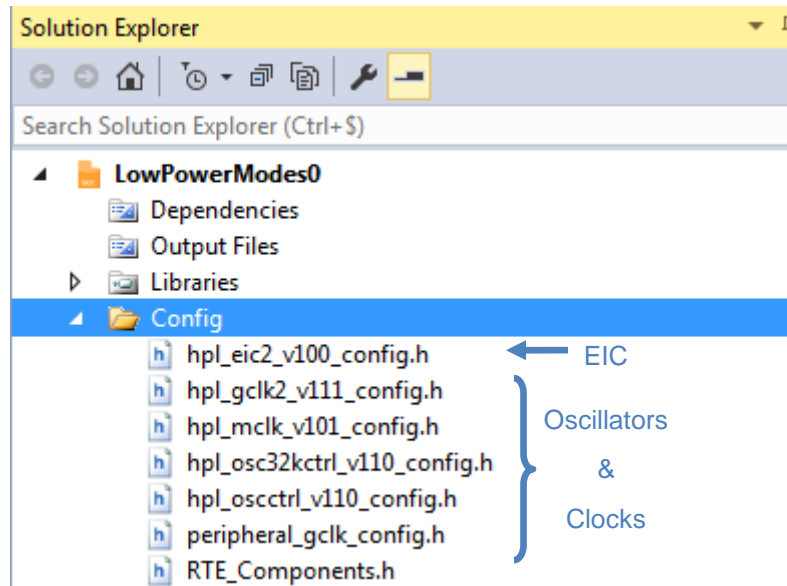 Solution Explorer
Search Solution Explorer (Ctrl+$)
LowPowerModes0
Dependencies
Output Files
Libraries
Config
hpl_eic2_v100_config.h
EIC
hpl_gclk2_v111_config.h
hpl_mclk_v101_config.h
hpl_osc32kctrl_v110_config.h
hpl_oscctrl_v110_config.h
peripheral_gclk_config.h
RTE_Components.h
Oscillators
&
Clocks